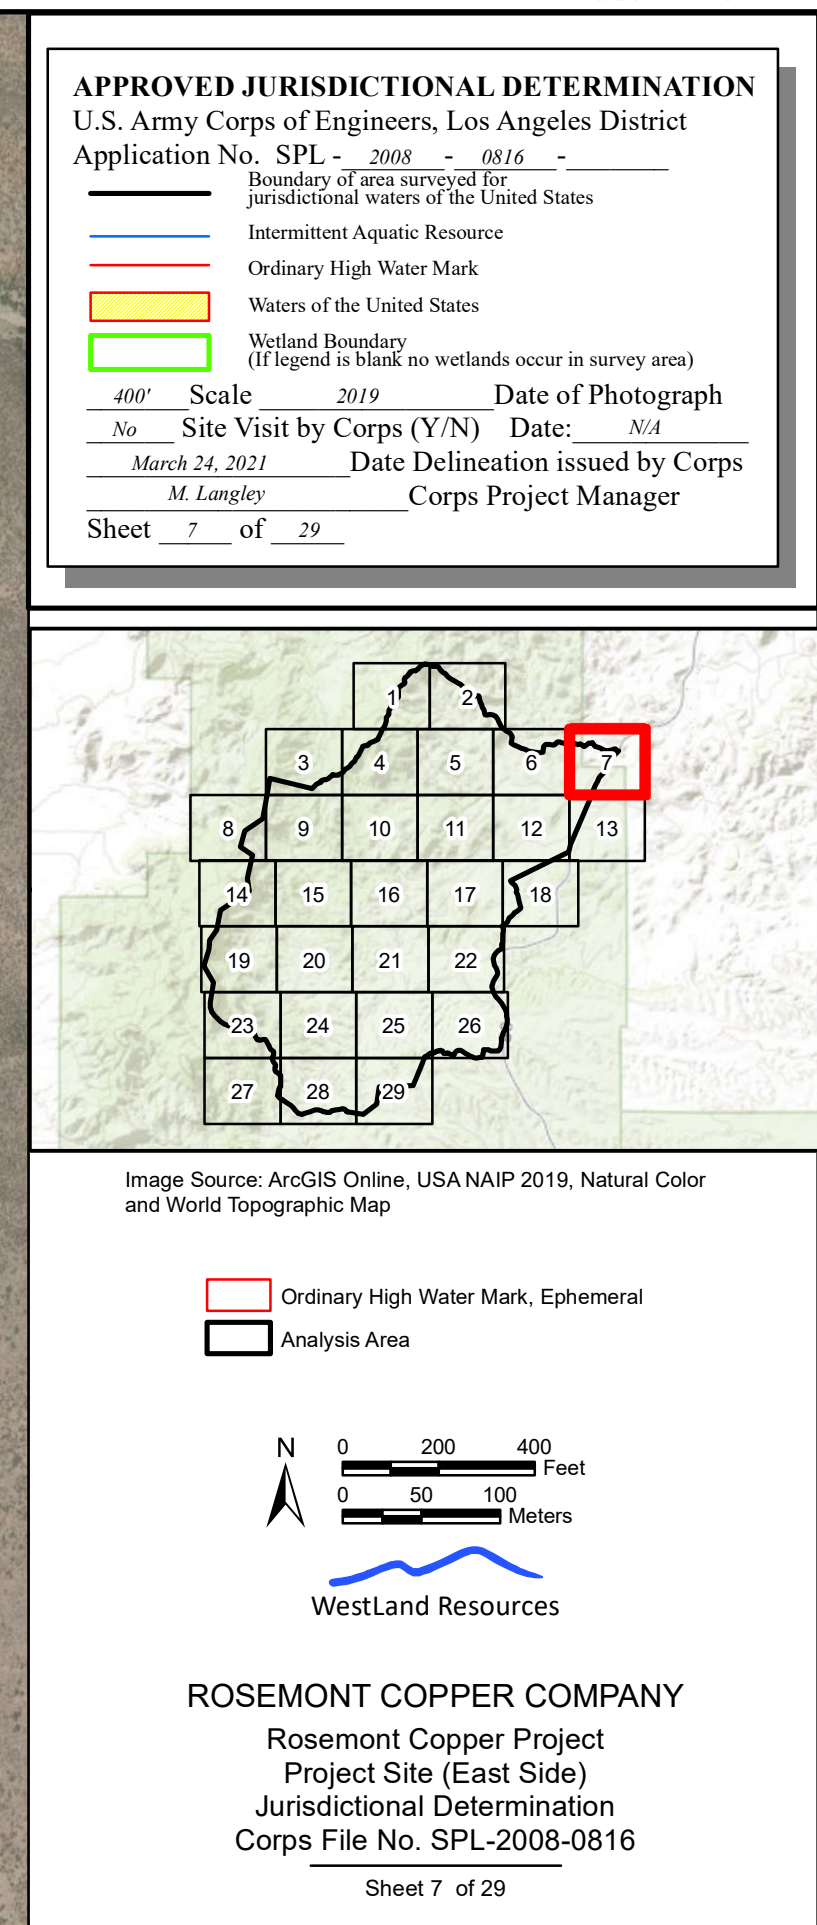 APPROVED JURISDICTIONAL DETERMINATION
U.S. Army Corps of Engineers, Los Angeles District
Application No. SPL - 2008 - 0816 -
Boundary of area surveyed for
jurisdictional waters of the United States
Intermittent Aquatic Resource
Ordinary High Water Mark
Waters of the United States
Wetland Boundary
(If legend is blank no wetlands occur in survey area)
400' Scale 2019 Date of Photograph
No Site Visit by Corps (Y/N) Date: N/A
March 24, 2021 Date Delineation issued by Corps
M. Langley Corps Project Manager
Sheet 7 of 29
1 2
3 4 5 6 7
8 9 10 11 12 13
14 15 16 17 18
19 20 21 22
23 24 25 26
27 28 29
Image Source: ArcGIS Online, USA NAIP 2019, Natural Color
and World Topographic Map
Ordinary High Water Mark, Ephemeral
Analysis Area
N
0 200 400
Feet
0 50 100
Meters
WestLand Resources
ROSEMONT COPPER COMPANY
Rosemont Copper Project
Project Site (East Side)
Jurisdictional Determination
Corps File No. SPL-2008-0816
Sheet 7 of 29